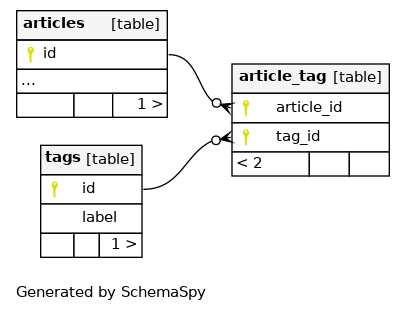 articles [table]
id
...
1 >
article_tag [table]
article_id
tag_id
< 2
tags [table]
id
label
1 >
Generated by SchemaSpy